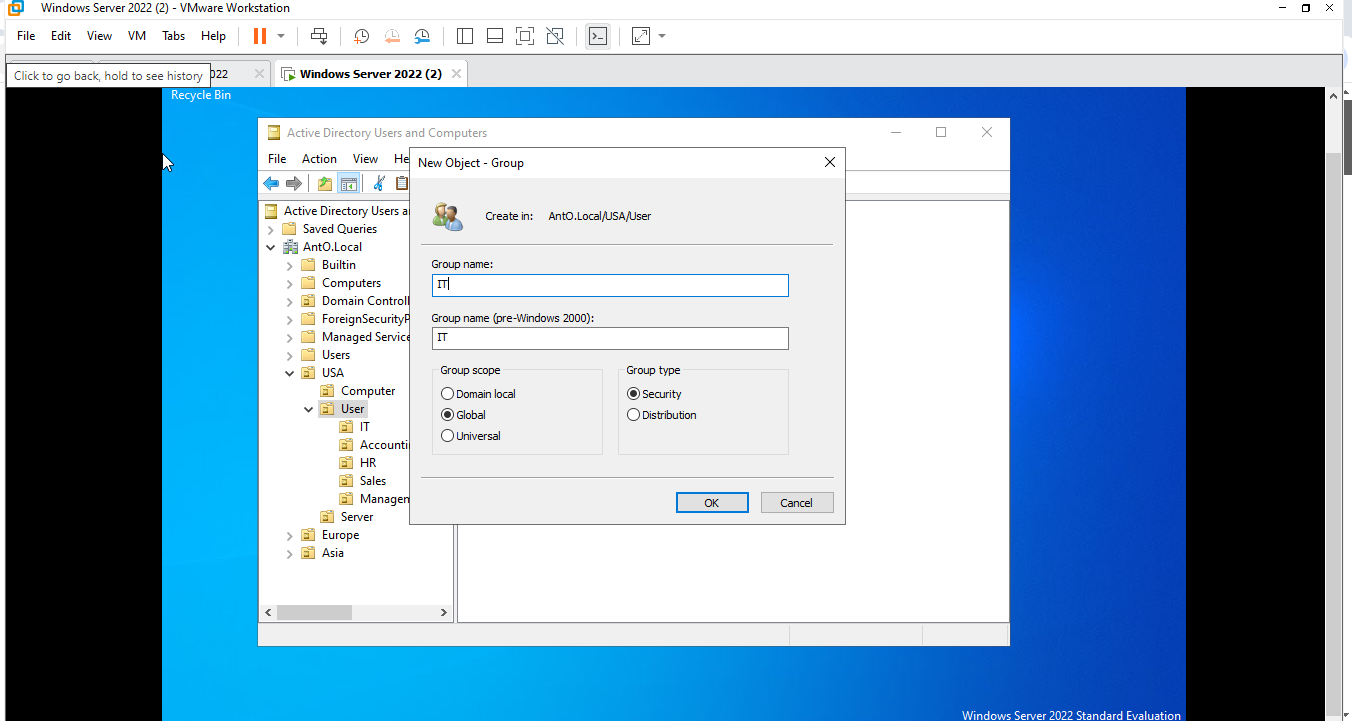 Windows Server 2022 (2) - VMware Workstation
File Edit View VM Tabs Help
Click to go back, hold to see history
022
Windows Server 2022 (2)
Recycle Bin
Active Directory Users and Computers
File Action View He
New Object - Group
Create in: AntO.Local/USA/User
Group name:
IT
Group name (pre-Windows 2000):
IT
Group scope
Domain local
Global
Universal
Group type
Security
Distribution
OK
Cancel
Active Directory Users a
Saved Queries
AntO.Local
Builtin
Computers
Domain Controll
ForeignSecurityP
Managed Service
Users
USA
Computer
User
IT
Accounti
HR
Sales
Managem
Server
Europe
Asia
Windows Server 2022 Standard Evaluation